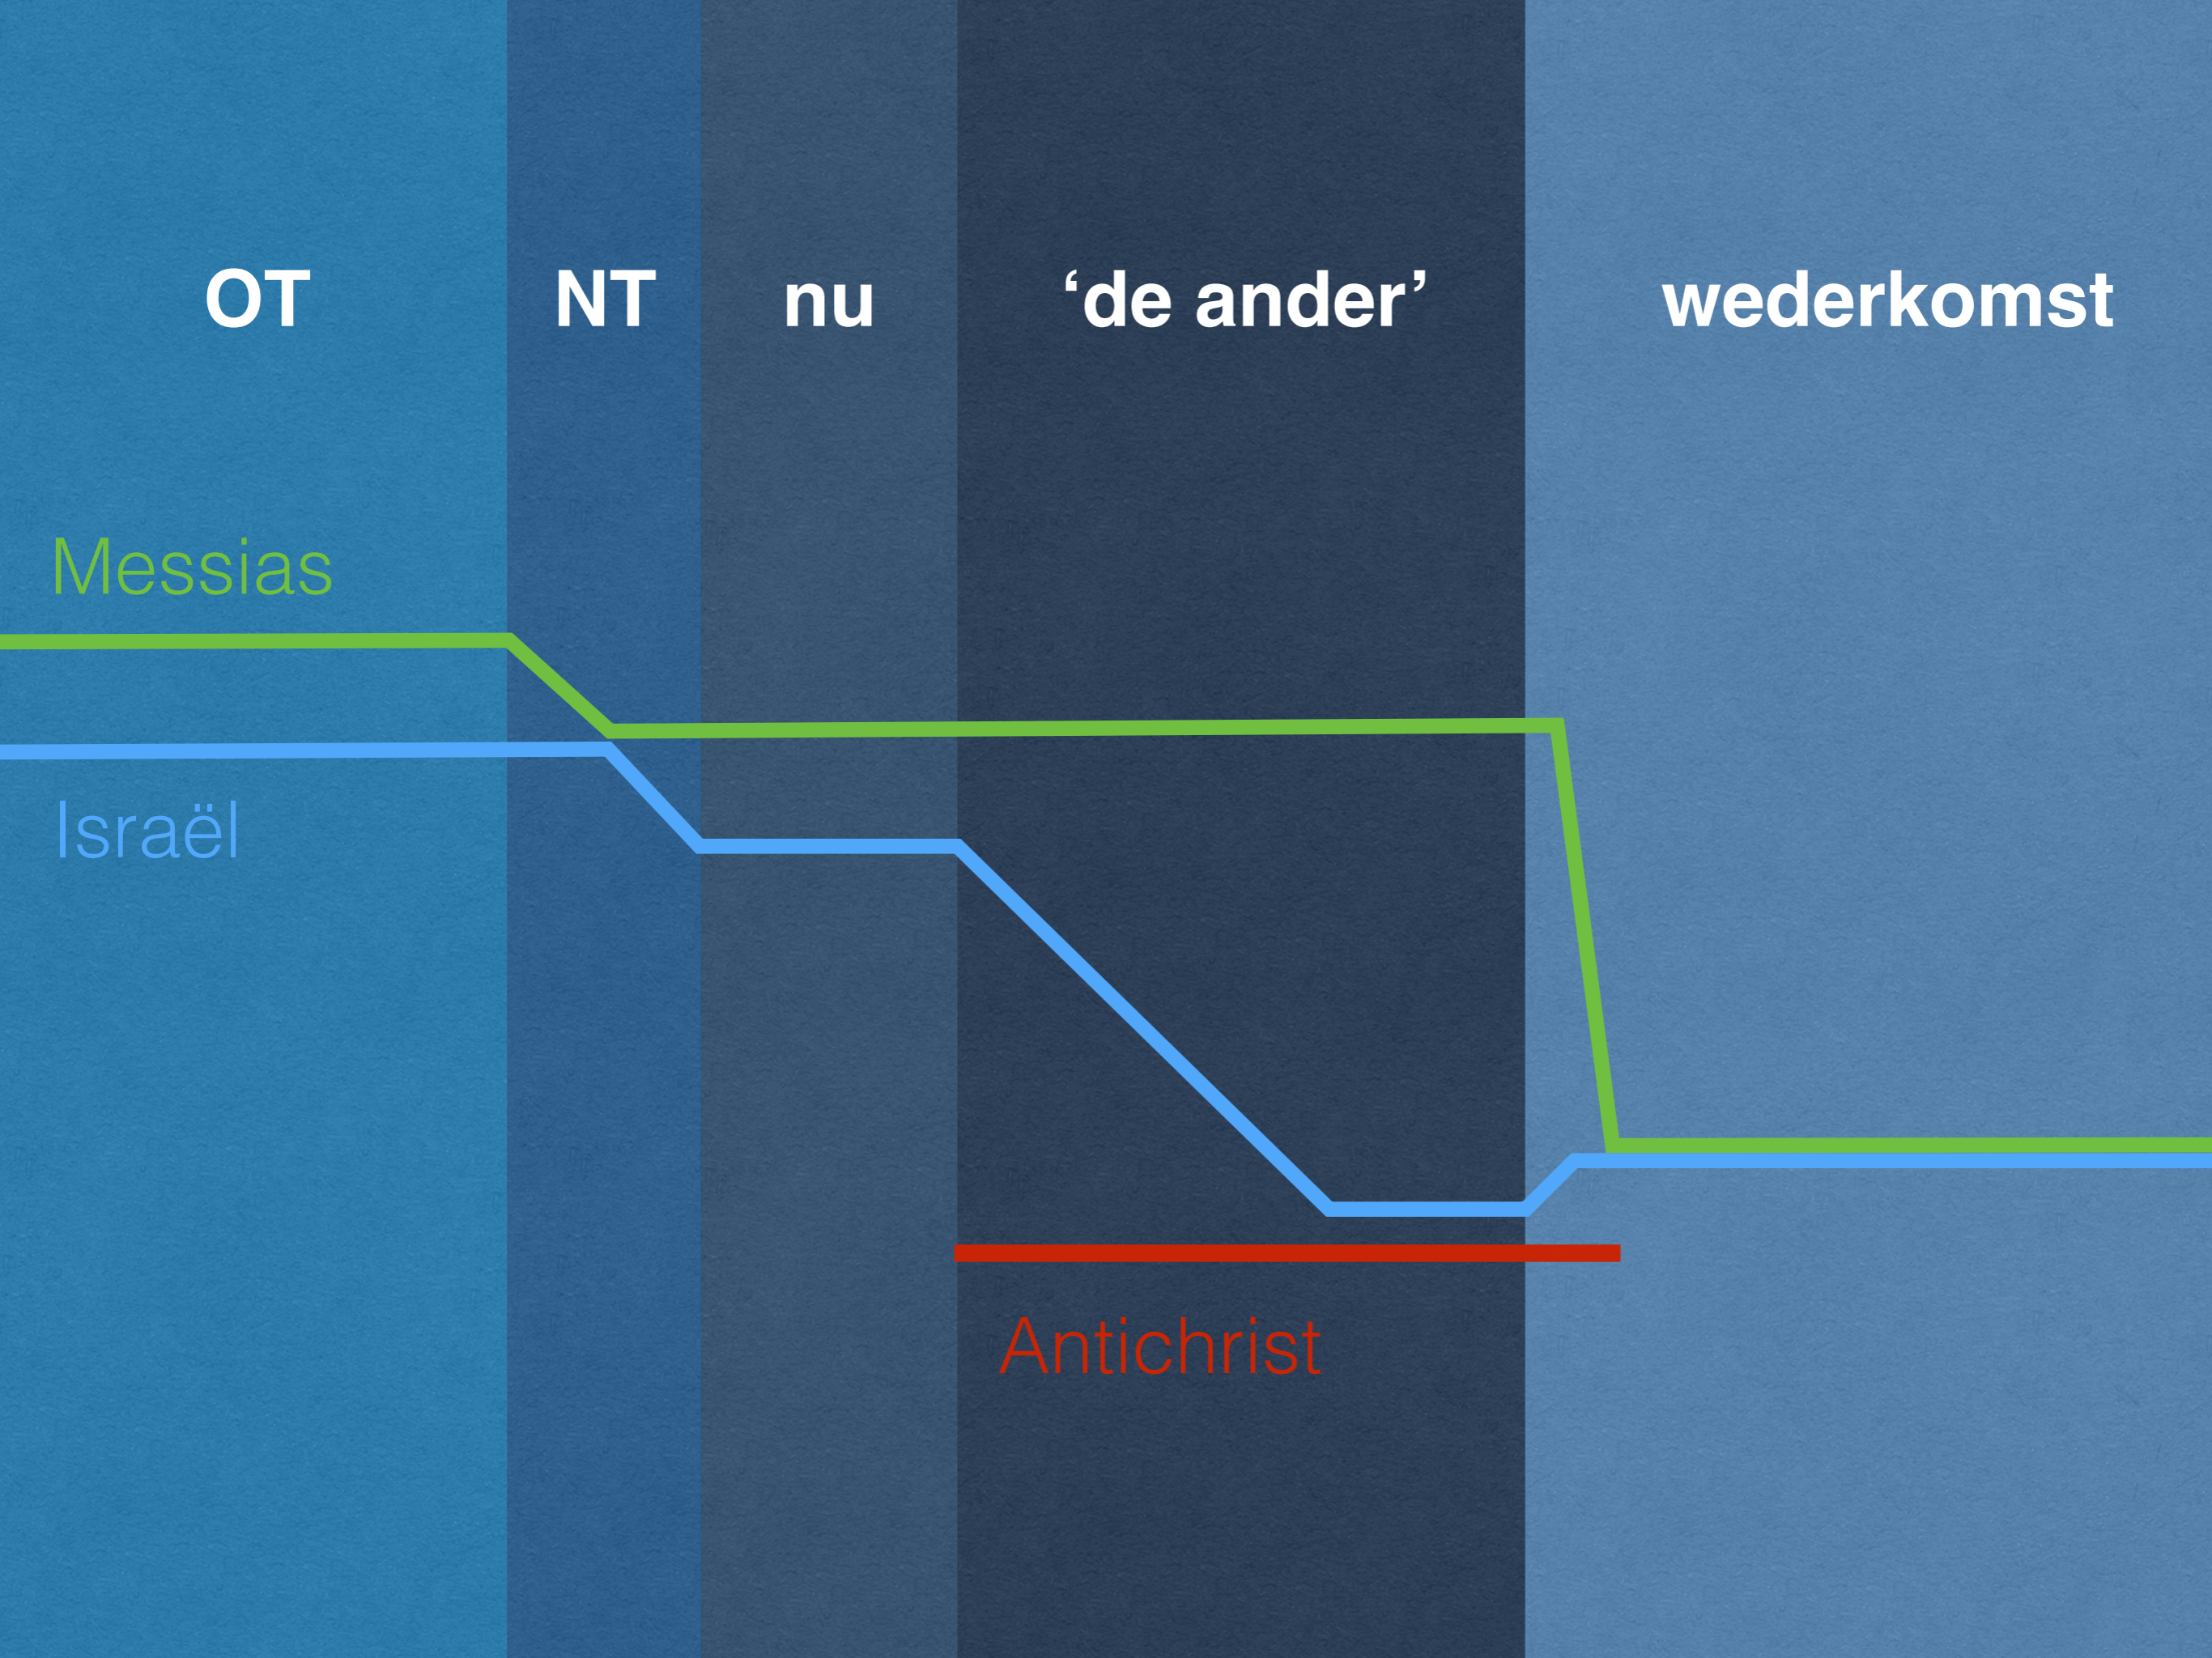 OT
NT
nu
‘de ander’
wederkomst
Messias
Israël
Antichrist